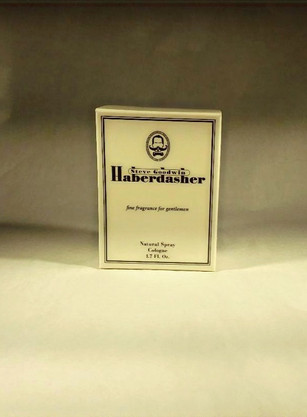 Steve Goodwin
Haberdasher
fine fragrance for gentlemen
Natural Spray
Cologne
1.7 Fl. Oz.